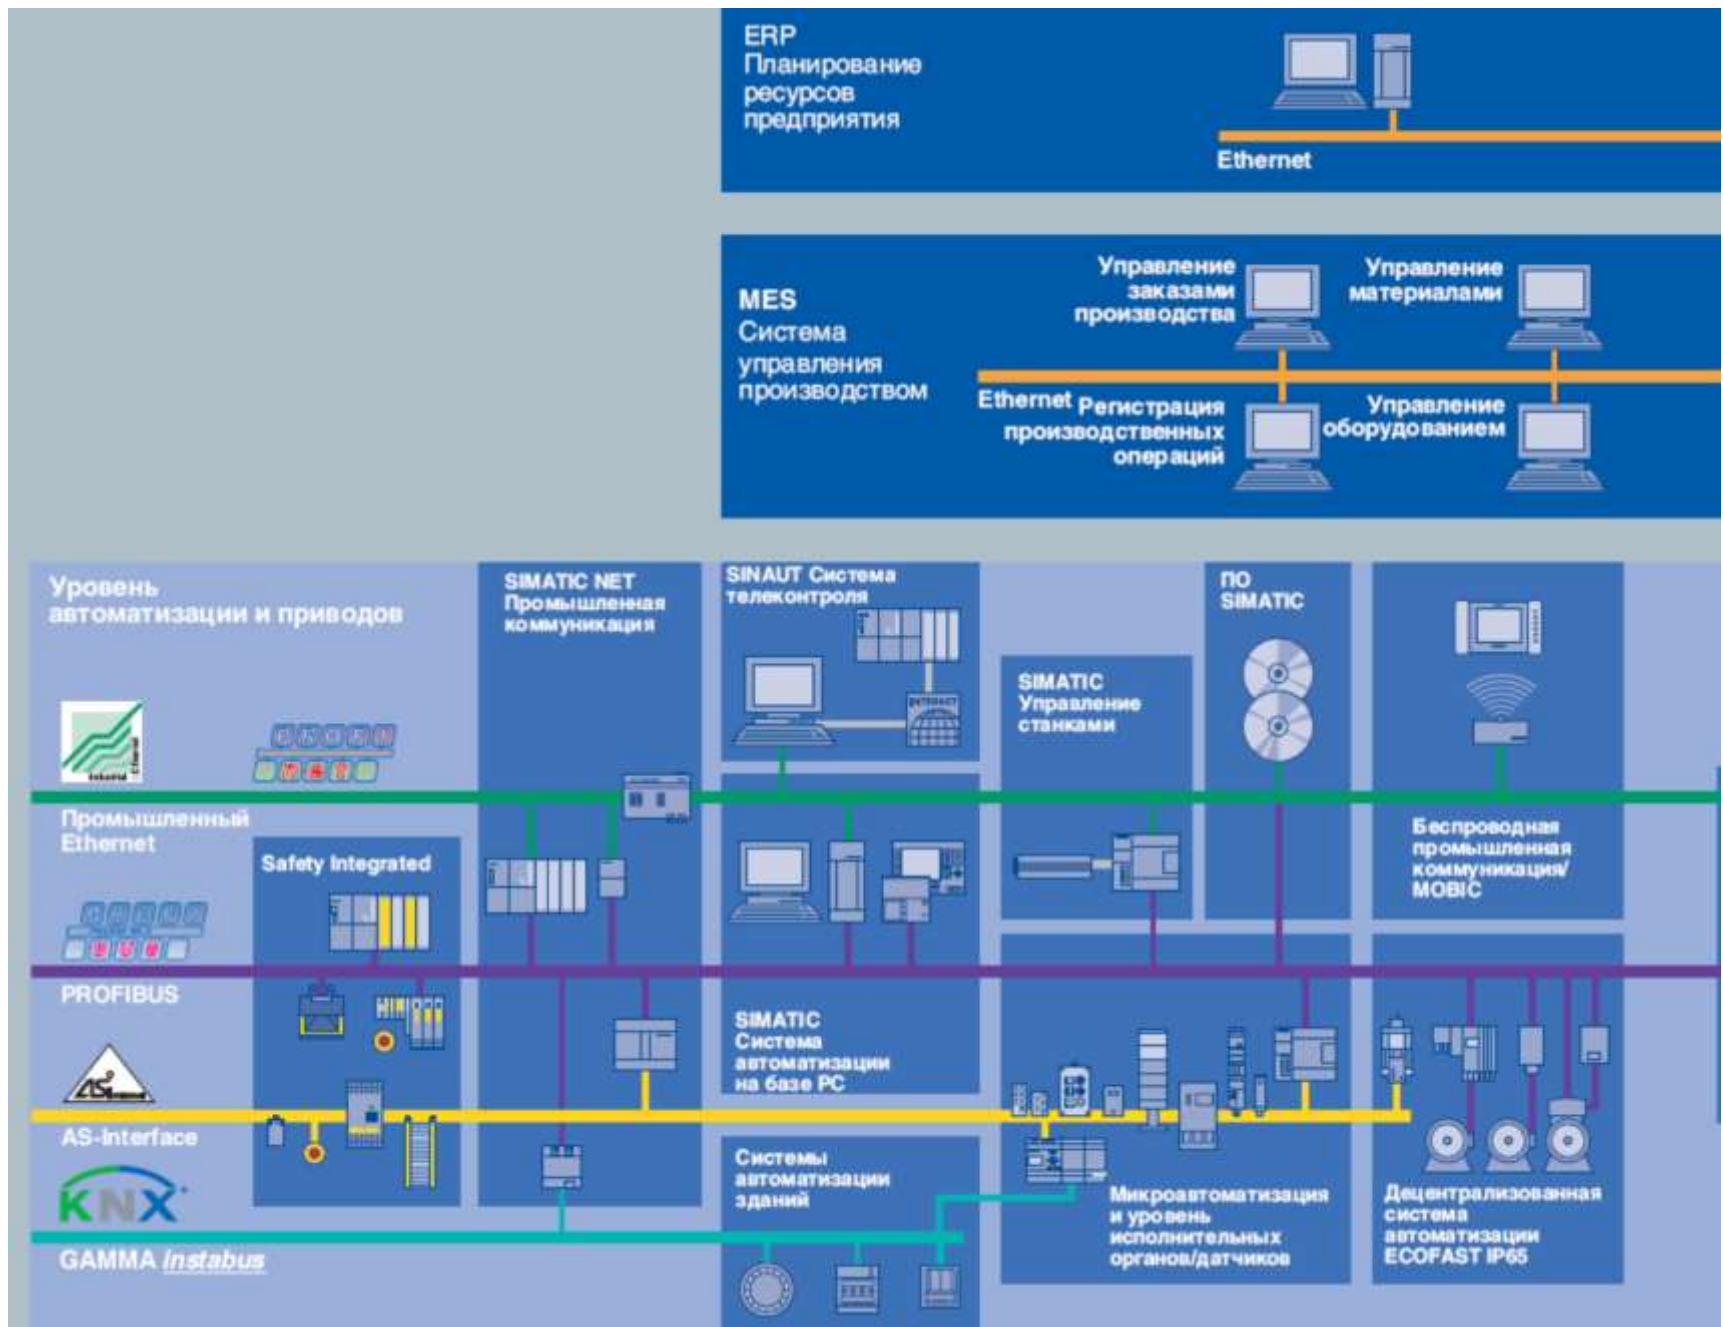 ERP
Планирование
ресурсов
предприятия
Ethernet
MES
Система
управления
производством
Управление
заказами
производства
Управление
материалами
Ethernet
Регистрация
производственных
операций
Управление
оборудованием
Уровень
автоматизации и приводов
SIMATIC NET
Промышленная
коммуникация
SINAUT Система
телеконтроля
ПО
SIMATIC
SIMATIC
Управление
станками
Промышленный
Ethernet
Safety Integrated
Беспроводная
промышленная
коммуникация/
MOBIC
PROFIBUS
SIMATIC
Система
автоматизации
на базе PC
AS-Interface
Системы
автоматизации
зданий
KNX
Микроавтоматизация
и уровень
исполнительных
органов/датчиков
Децентрализованная
система
автоматизации
ECOFAST IP65
GAMMA instabus